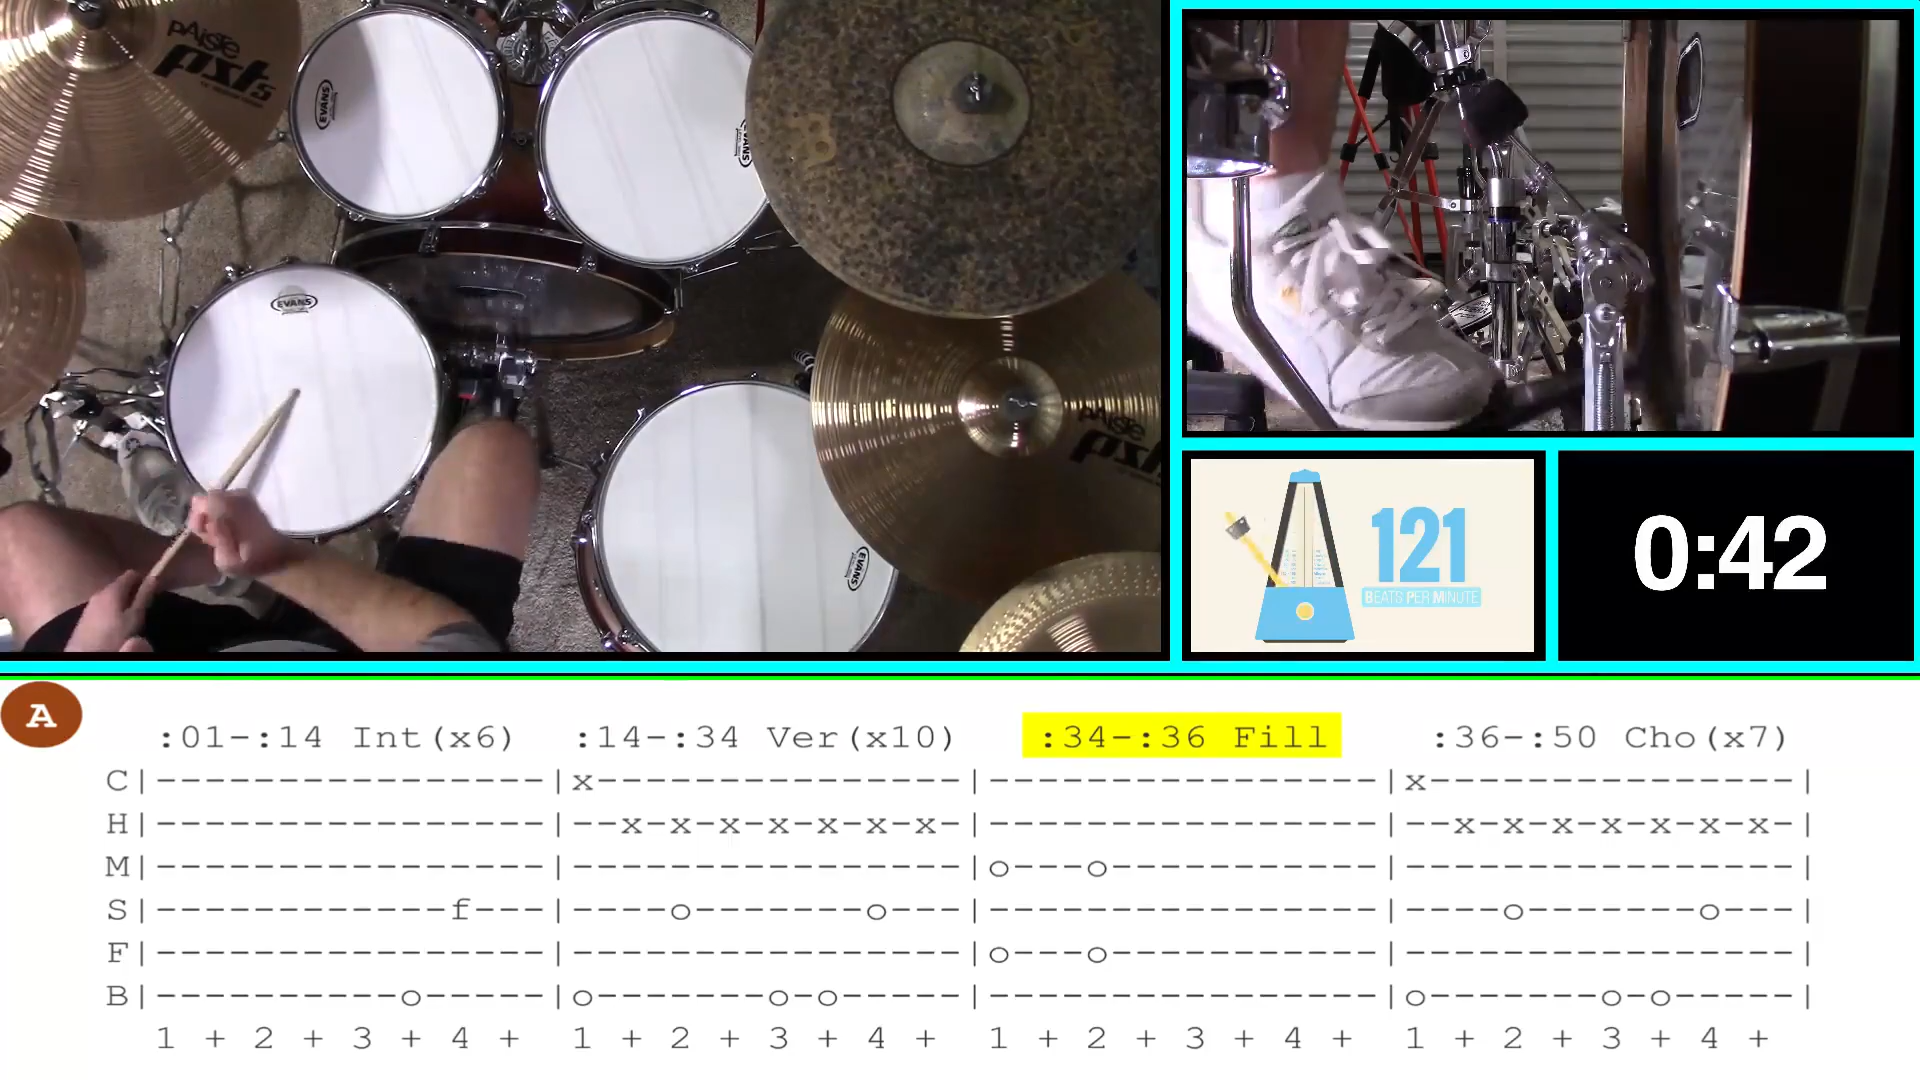 PAISTE
pst5
EVANS
EVANS
EVANS
PAISTE
EVANS
121
BEATS PER MINUTE
0:42
A
:01-:14 Int(x6) :14-:34 Ver(x10) :34-:36 Fill :36-:50 Cho(x7)
C|----------------|x---------------|----------------|x---------------|
H|----------------|--x-x-x-x-x-x-x-|----------------|--x-x-x-x-x-x-x-|
M|----------------|----------------|o---o-----------|----------------|
S|------------f---|----o-------o---|----------------|----o-------o---|
F|----------------|----------------|o---o-----------|----------------|
B|----------o-----|o-------o-o-----|----------------|o-------o-o-----|
1 + 2 + 3 + 4 + 1 + 2 + 3 + 4 + 1 + 2 + 3 + 4 + 1 + 2 + 3 + 4 +